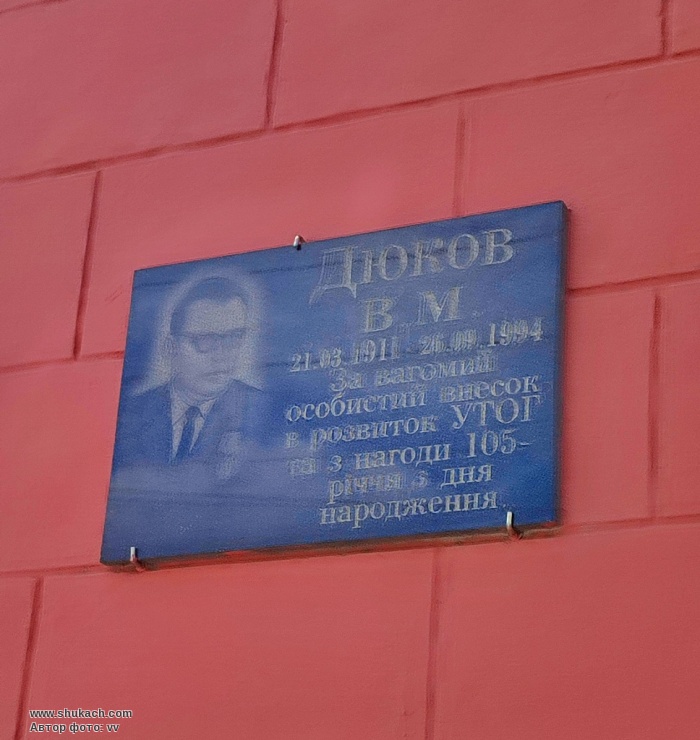 Дюков
В. М.
21.03.1911 - 26.09.1994
За вагомий
особистий внесок
в розвиток УТОГ
та з нагоди 105-
річчя з дня
народження.
www.shukach.com
Автор фото: vv